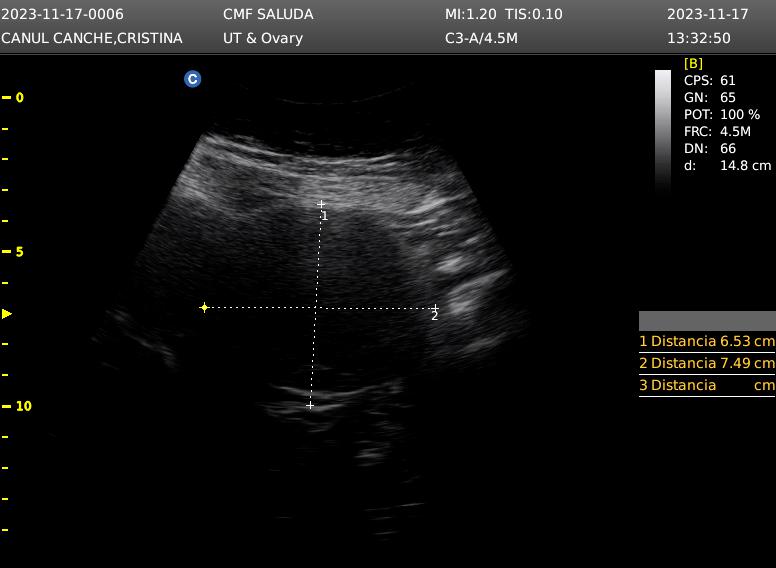 2023-11-17-0006 CMF SALUDA MI:1.20 TIS:0.10 2023-11-17
CANUL CANCHE,CRISTINA UT & Ovary C3-A/4.5M 13:32:50
C
[B]
CPS: 61
GN: 65
POT: 100 %
FRC: 4.5M
DN: 66
d: 14.8 cm
0
5
10
1
2
1 Distancia 6.53 cm
2 Distancia 7.49 cm
3 Distancia cm